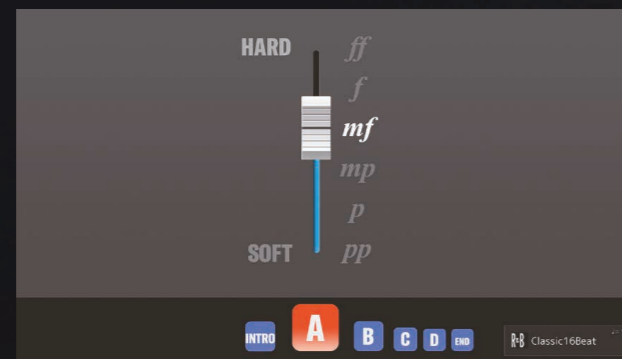 HARD
ff
f
mf
mp
p
SOFT
pp
INTRO
A
B
C
D
END
R&B Classic16Beat